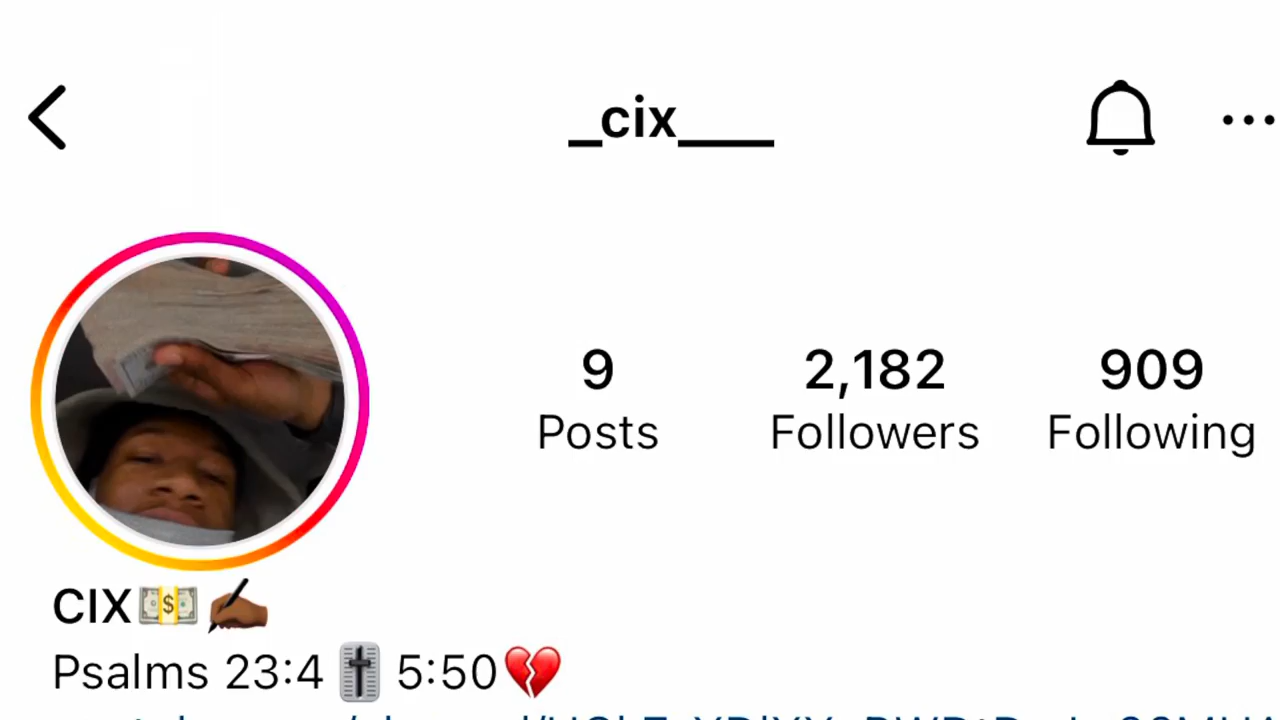 _cix___
9 2,182 909
Posts Followers Following
CIX💵✍🏾
Psalms 23:4 🎚️ 5:50💔